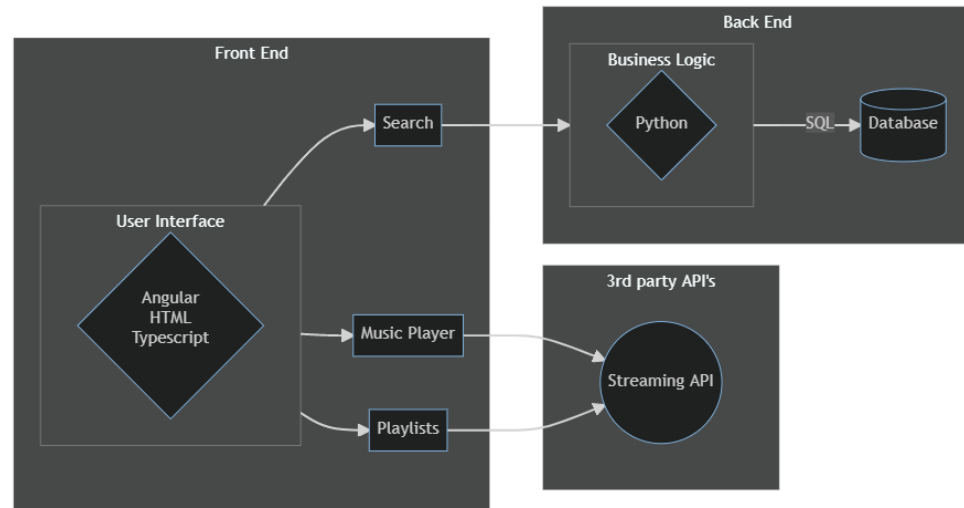 Front End
User Interface
Angular
HTML
Typescript
Search
Music Player
Playlists
Back End
Business Logic
Python
SQL
Database
3rd party API's
Streaming API